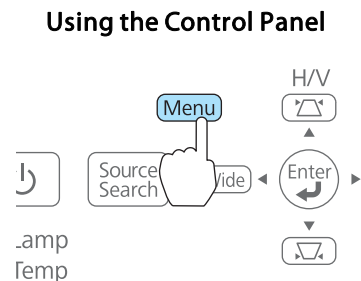 Using the Control Panel
H/V
Menu
Source
Search
Enter
Temp